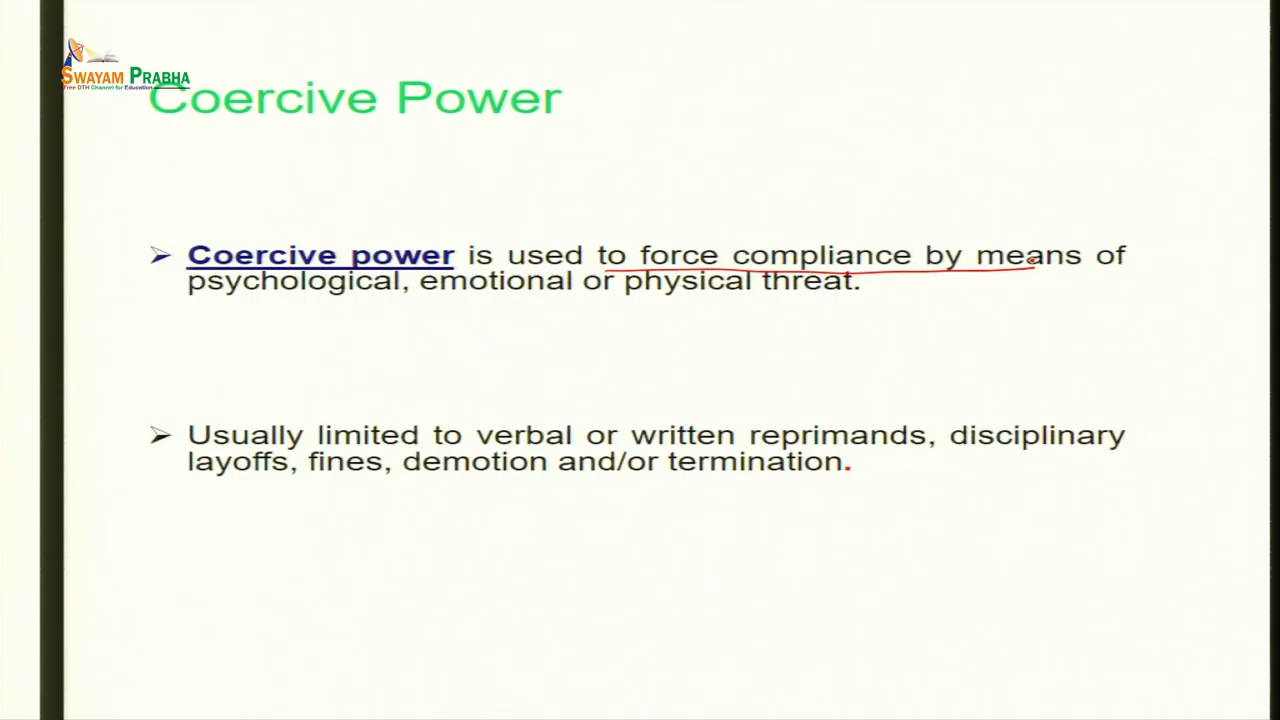 SWAYAM PRABHA
Free DTH Channel for Education
Coercive Power
➢ Coercive power is used to force compliance by means of
psychological, emotional or physical threat.
➢ Usually limited to verbal or written reprimands, disciplinary
layoffs, fines, demotion and/or termination.